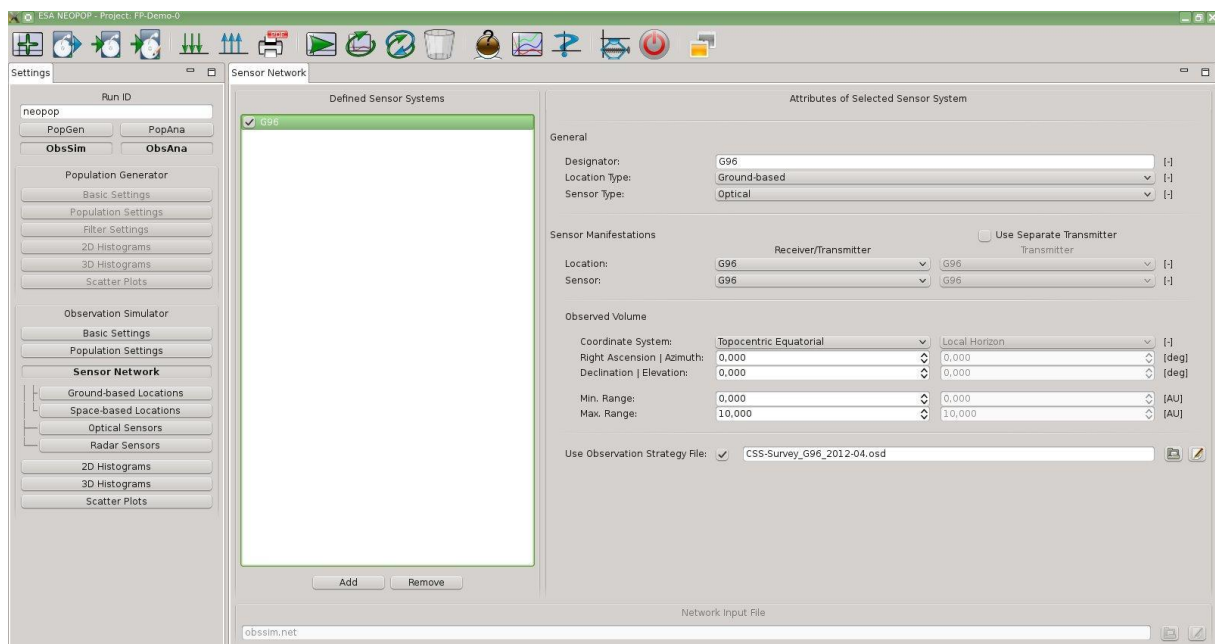 ESA NEOPOP - Project: FP-Demo-0
Settings
Sensor Network
Run ID
neopop
PopGen PopAna
ObsSim ObsAna
Population Generator
Basic Settings
Population Settings
Filter Settings
2D Histograms
3D Histograms
Scatter Plots
Observation Simulator
Basic Settings
Population Settings
Sensor Network
Ground-based Locations
Space-based Locations
Optical Sensors
Radar Sensors
2D Histograms
3D Histograms
Scatter Plots
Defined Sensor Systems
G96
Add Remove
Attributes of Selected Sensor System
General
Designator: G96 [-]
Location Type: Ground-based [-]
Sensor Type: Optical [-]
Sensor Manifestations Use Separate Transmitter
Receiver/Transmitter Transmitter
Location: G96 G96 [-]
Sensor: G96 G96 [-]
Observed Volume
Coordinate System: Topocentric Equatorial Local Horizon [-]
Right Ascension | Azimuth: 0,000 0,000 [deg]
Declination | Elevation: 0,000 0,000 [deg]
Min. Range: 0,000 0,000 [AU]
Max. Range: 10,000 10,000 [AU]
Use Observation Strategy File: CSS-Survey_G96_2012-04.osd
Network Input File
obssim.net